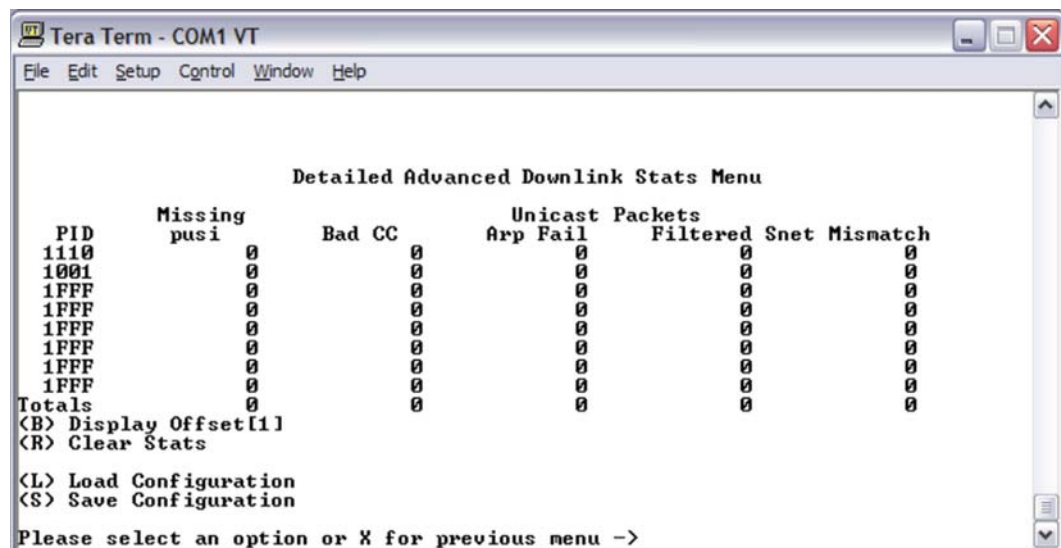 Tera Term - COM1 VT
File Edit Setup Control Window Help
Detailed Advanced Downlink Stats Menu
Missing Unicast Packets
PID pusi Bad CC Arp Fail Filtered Snet Mismatch
1110 0 0 0 0 0
1001 0 0 0 0 0
1FFF 0 0 0 0 0
1FFF 0 0 0 0 0
1FFF 0 0 0 0 0
1FFF 0 0 0 0 0
1FFF 0 0 0 0 0
1FFF 0 0 0 0 0
Totals 0 0 0 0 0
(B) Display Offset[1]
(R) Clear Stats
(L) Load Configuration
(S) Save Configuration
Please select an option or X for previous menu ->